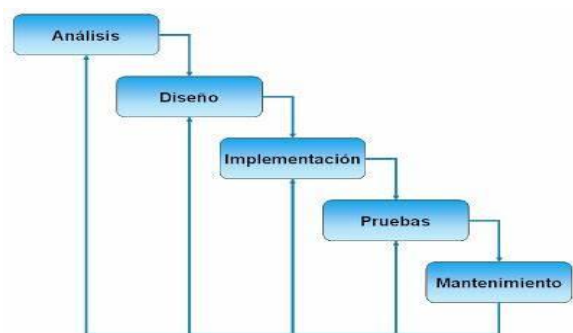 Análisis
Diseño
Implementación
Pruebas
Mantenimiento